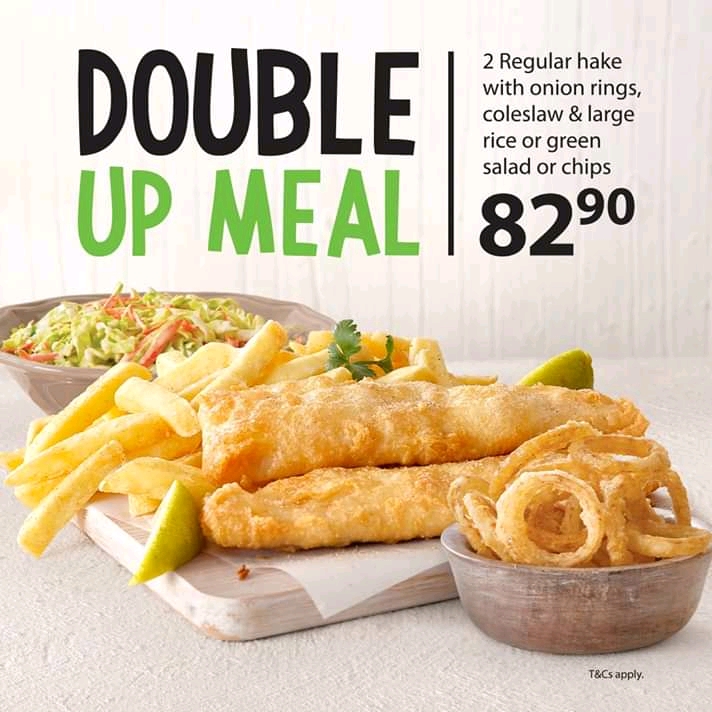 DOUBLE
UP MEAL
2 Regular hake
with onion rings,
coleslaw & large
rice or green
salad or chips
8290
T&Cs apply.